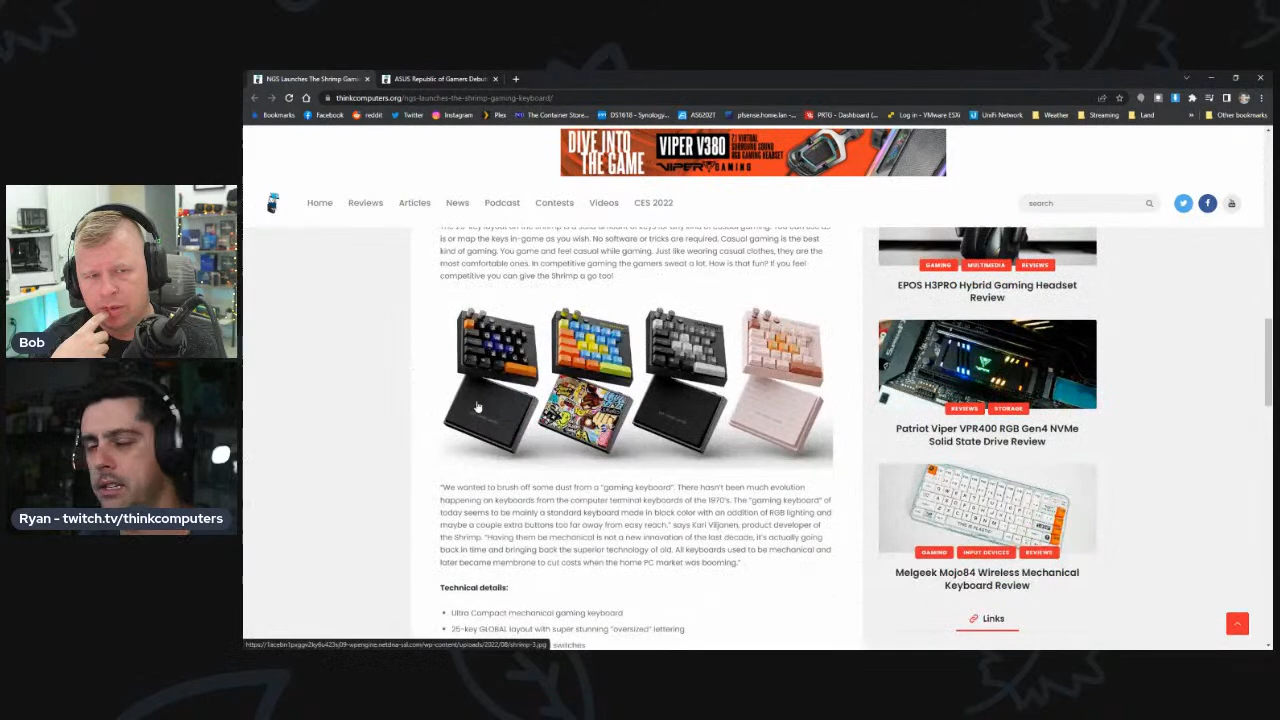 NGS Launches The Shrimp Gami
ASUS Republic of Gamers Debut
thinkcomputers.org/ngs-launches-the-shrimp-gaming-keyboard/
Bookmarks
Facebook
reddit
Twitter
Instagram
Plex
The Container Store...
DS1618 - Synology...
AS6202T
pfsense.home.lan -...
PRTG - Dashboard (...
Log in - VMware ESXi
UniFi Network
Weather
Streaming
Land
Other bookmarks
DIVE INTO
THE GAME
VIPER V380
7.1 VIRTUAL
SURROUND SOUND
RGB GAMING
HEADSET
VIPER GAMING
Home
Reviews
Articles
News
Podcast
Contests
Videos
CES 2022
search
is or map the keys in-game as you wish. No software or tricks are required. Casual gaming is the best
kind of gaming. You game and feel casual while gaming. Just like wearing casual clothes, they are the
most comfortable ones. In competitive gaming the gamers sweat a lot. How is that fun? If you feel
competitive you can give the Shrimp a go too!
"We wanted to brush off some dust from a "gaming keyboard". There hasn't been much evolution
happening on keyboards from the computer terminal keyboards of the 1970's. The "gaming keyboard" of
today seems to be mainly a standard keyboard made in black color with an addition of RGB lighting and
maybe a couple extra buttons too far away from easy reach." says Kari Viljanen, product developer of
the Shrimp. "Having them be mechanical is not a new innovation of the last decade, it's actually going
back in time and bringing back the superior technology of old. All keyboards used to be mechanical and
later became membrane to cut costs when the home PC market was booming."
Technical details:
Ultra Compact mechanical gaming keyboard
25-key GLOBAL layout with super stunning "oversized" lettering
switches
GAMING
MULTIMEDIA
REVIEWS
EPOS H3PRO Hybrid Gaming Headset
Review
REVIEWS
STORAGE
Patriot Viper VPR400 RGB Gen4 NVMe
Solid State Drive Review
GAMING
INPUT DEVICES
REVIEWS
Melgeek Mojo84 Wireless Mechanical
Keyboard Review
Links
Bob
Ryan - twitch.tv/thinkcomputers